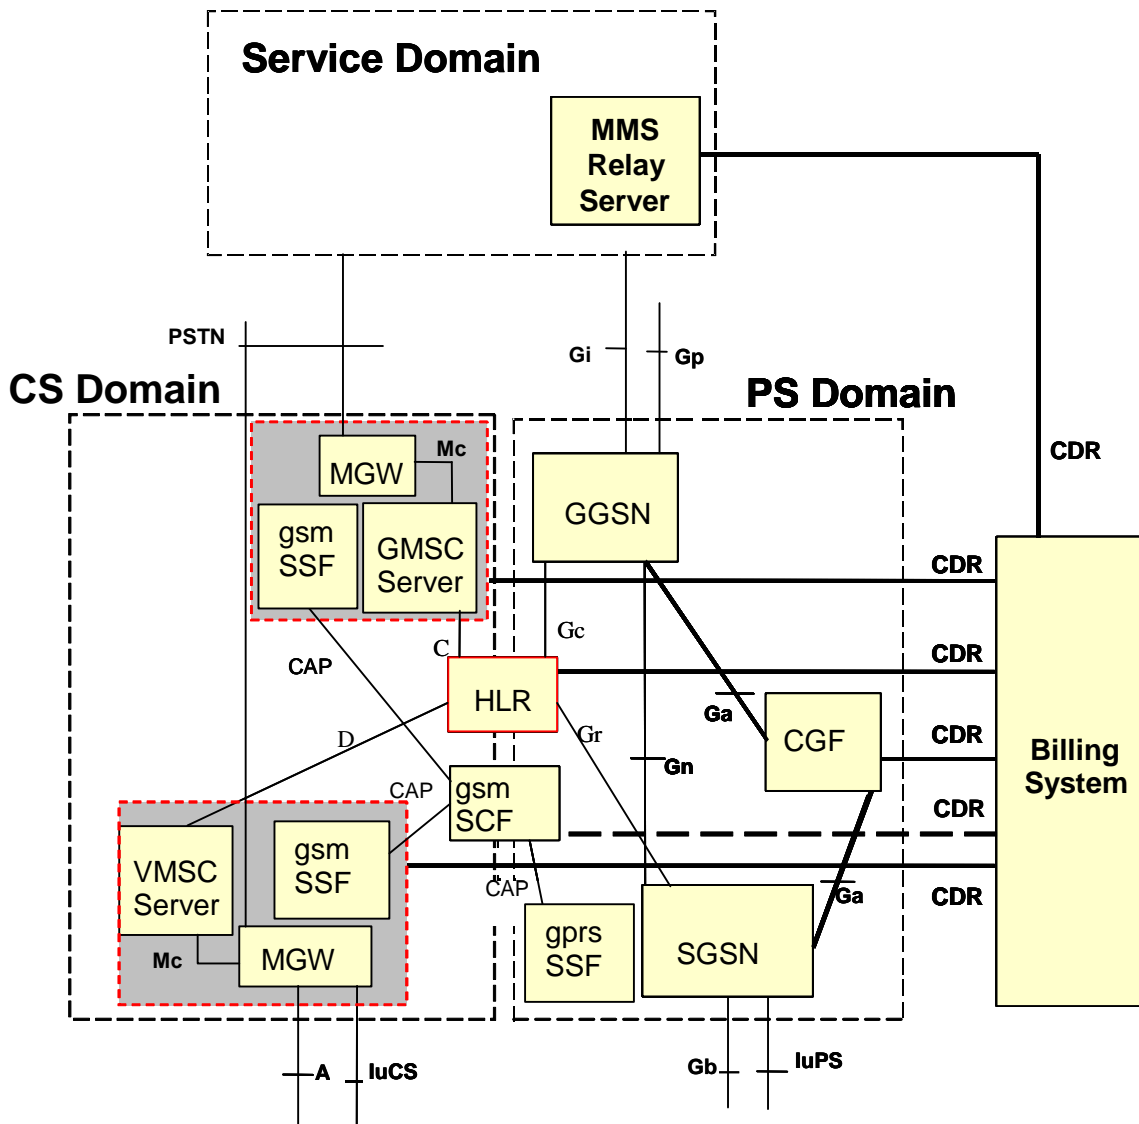 Service Domain
MMS
Relay
Server
PSTN
Gi
Gp
CS Domain
PS Domain
Mc
MGW
CDR
GGSN
gsm
SSF
GMSC
Server
CDR
C
Gc
CAP
CDR
HLR
Ga
D
Gr
CGF
CDR
Gn
Billing
System
CAP
gsm
SCF
CDR
gsm
SSF
VMSC
Server
CAP
Ga
CDR
gprs
SSF
SGSN
Mc
MGW
A
IuCS
Gb
IuPS